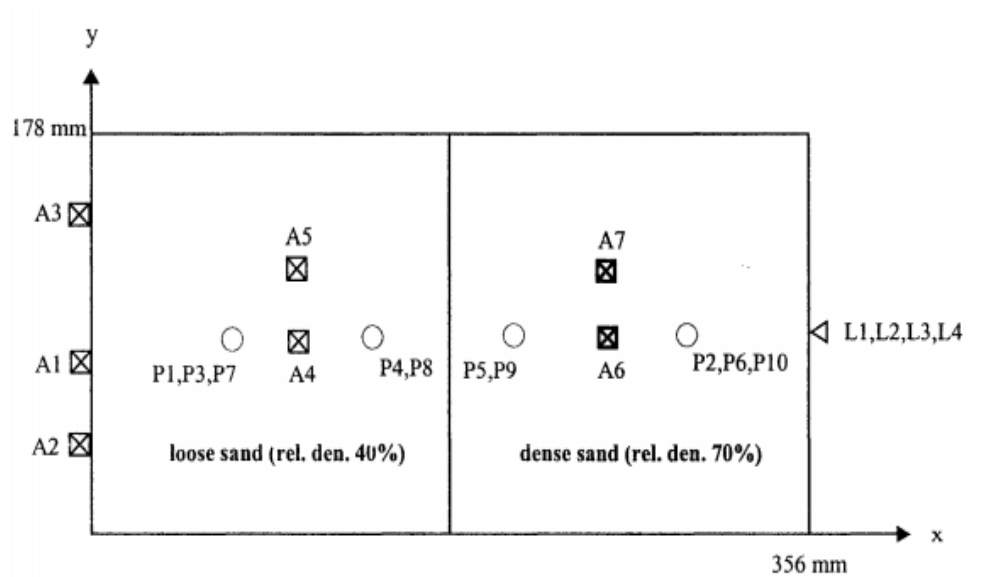 y
178 mm
A3
A5
A7
L1,L2,L3,L4
A1
P1,P3,P7
A4
P4,P8
P5,P9
A6
P2,P6,P10
A2
loose sand (rel. den. 40%)
dense sand (rel. den. 70%)
x
356 mm